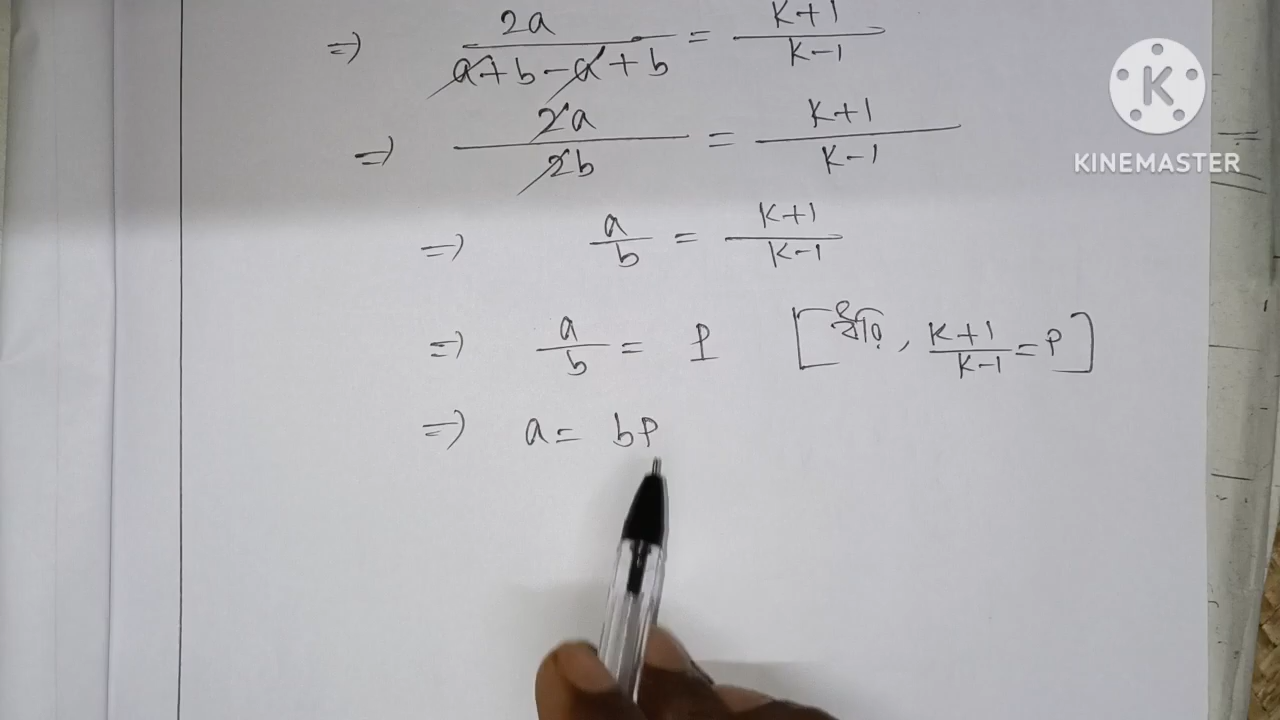 =) 2a / a+b-a+b = K+1 / K-1
=) 2a / 2b = K+1 / K-1
=) a / b = K+1 / K-1
=) a / b = P [ধরি, K+1 / K-1 = P]
=) a = bP
K
KINEMASTER